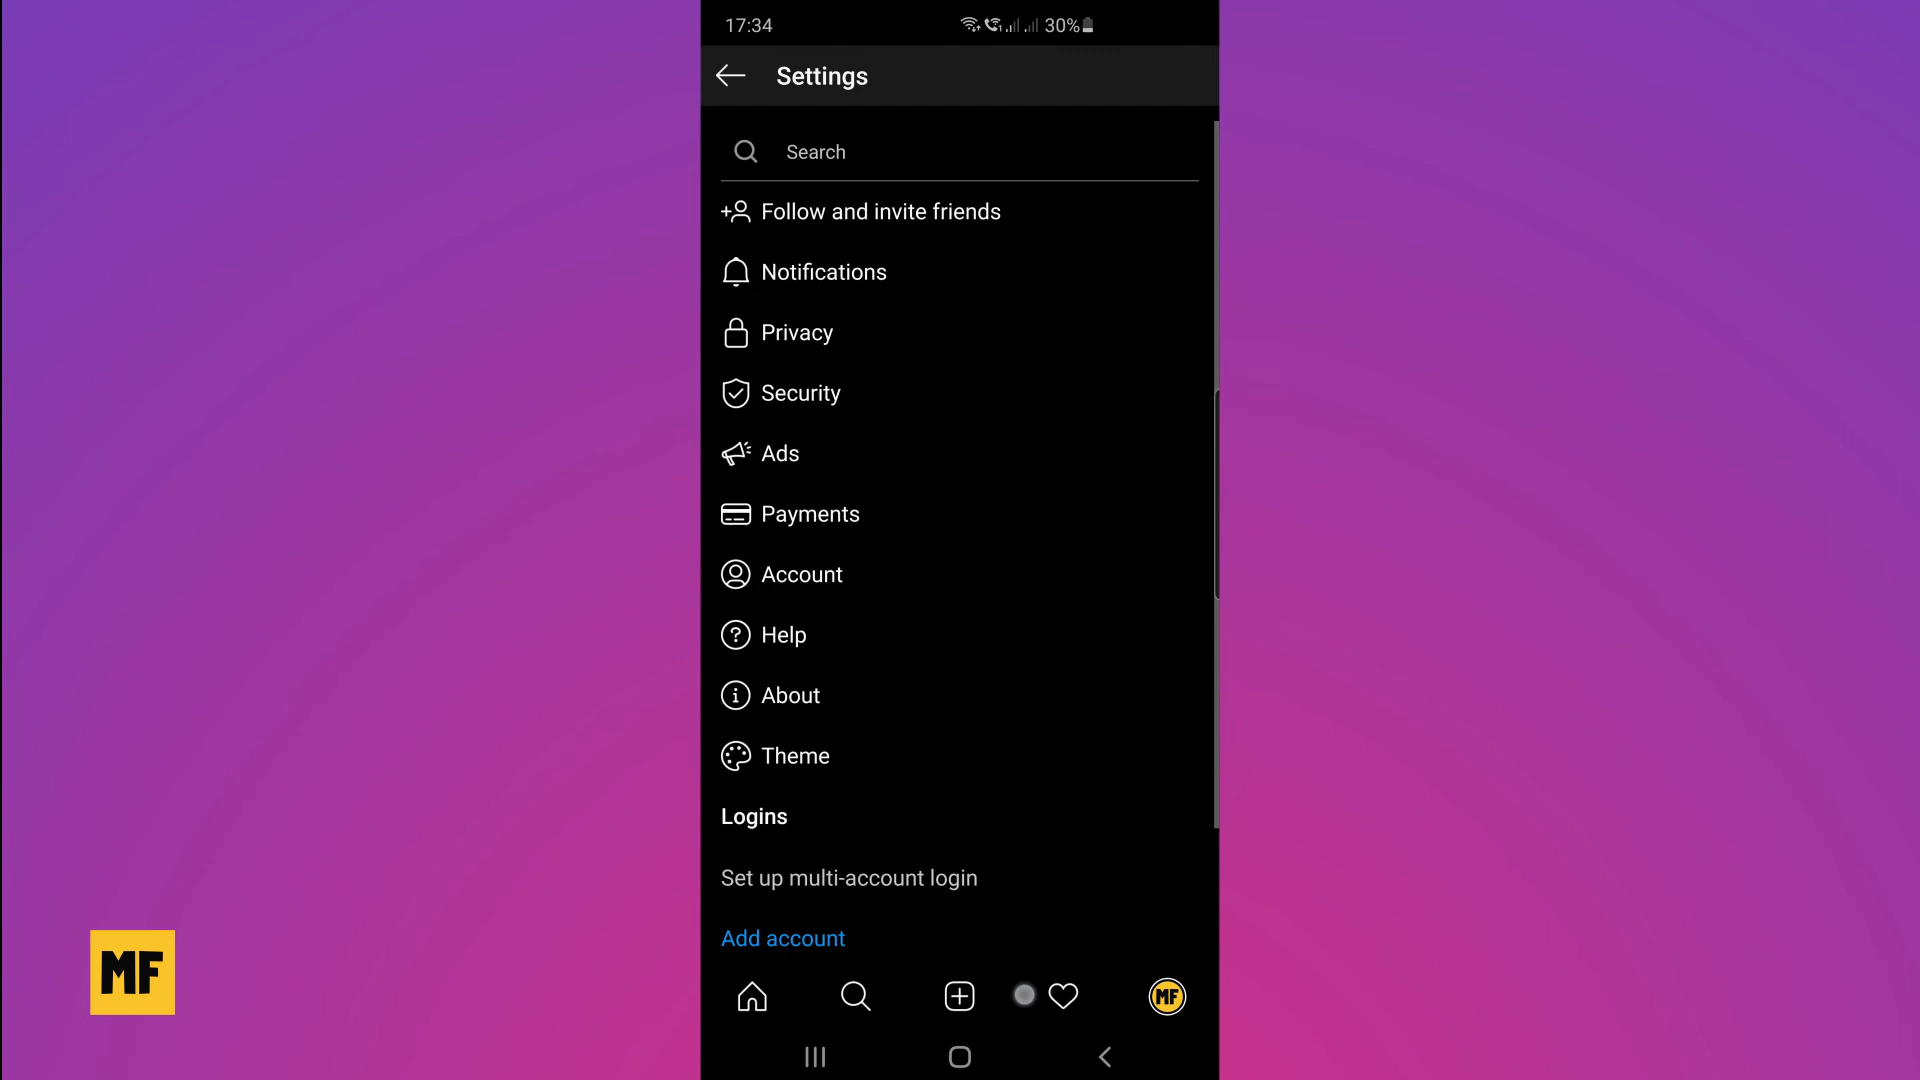 17:34
30%
Settings
Search
Follow and invite friends
Notifications
Privacy
Security
Ads
Payments
Account
Help
About
Theme
Logins
Set up multi-account login
Add account
MF
MF